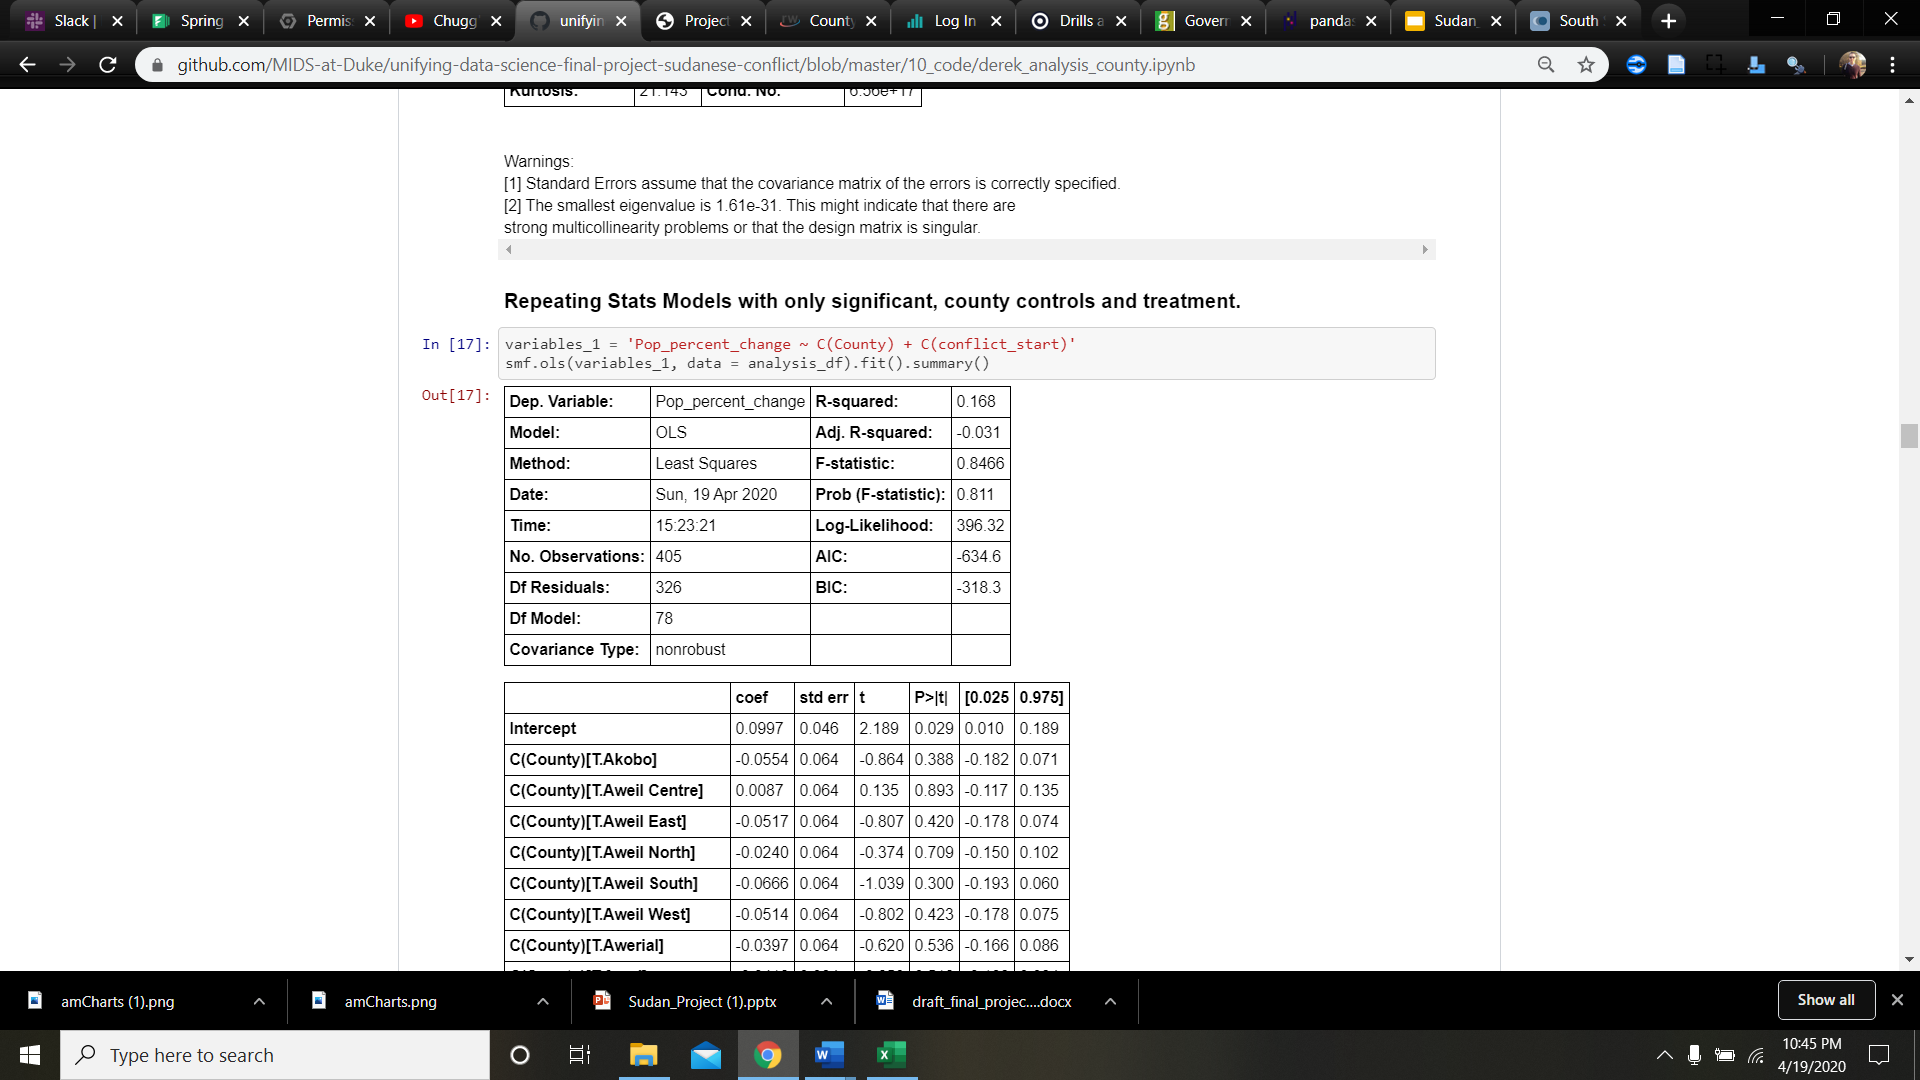 Slack |
Spring
Permis
Chugg
unifyin
Project
County
Log In
Drills a
Govern
panda
Sudan_
South
github.com/MIDS-at-Duke/unifying-data-science-final-project-sudanese-conflict/blob/master/10_code/derek_analysis_county.ipynb
Kurtosis: 21.143 Cond. No. 6.56e+17
Warnings:
[1] Standard Errors assume that the covariance matrix of the errors is correctly specified.
[2] The smallest eigenvalue is 1.61e-31. This might indicate that there are
strong multicollinearity problems or that the design matrix is singular.
Repeating Stats Models with only significant, county controls and treatment.
In [17]: variables_1 = 'Pop_percent_change ~ C(County) + C(conflict_start)'
smf.ols(variables_1, data = analysis_df).fit().summary()
Out[17]:
Dep. Variable: Pop_percent_change R-squared: 0.168
Model: OLS Adj. R-squared: -0.031
Method: Least Squares F-statistic: 0.8466
Date: Sun, 19 Apr 2020 Prob (F-statistic): 0.811
Time: 15:23:21 Log-Likelihood: 396.32
No. Observations: 405 AIC: -634.6
Df Residuals: 326 BIC: -318.3
Df Model: 78
Covariance Type: nonrobust
coef std err t P>|t| [0.025 0.975]
Intercept 0.0997 0.046 2.189 0.029 0.010 0.189
C(County)[T.Akobo] -0.0554 0.064 -0.864 0.388 -0.182 0.071
C(County)[T.Aweil Centre] 0.0087 0.064 0.135 0.893 -0.117 0.135
C(County)[T.Aweil East] -0.0517 0.064 -0.807 0.420 -0.178 0.074
C(County)[T.Aweil North] -0.0240 0.064 -0.374 0.709 -0.150 0.102
C(County)[T.Aweil South] -0.0666 0.064 -1.039 0.300 -0.193 0.060
C(County)[T.Aweil West] -0.0514 0.064 -0.802 0.423 -0.178 0.075
C(County)[T.Awerial] -0.0397 0.064 -0.620 0.536 -0.166 0.086
amCharts (1).png
amCharts.png
Sudan_Project (1).pptx
draft_final_projec....docx
Show all
Type here to search
10:45 PM
4/19/2020